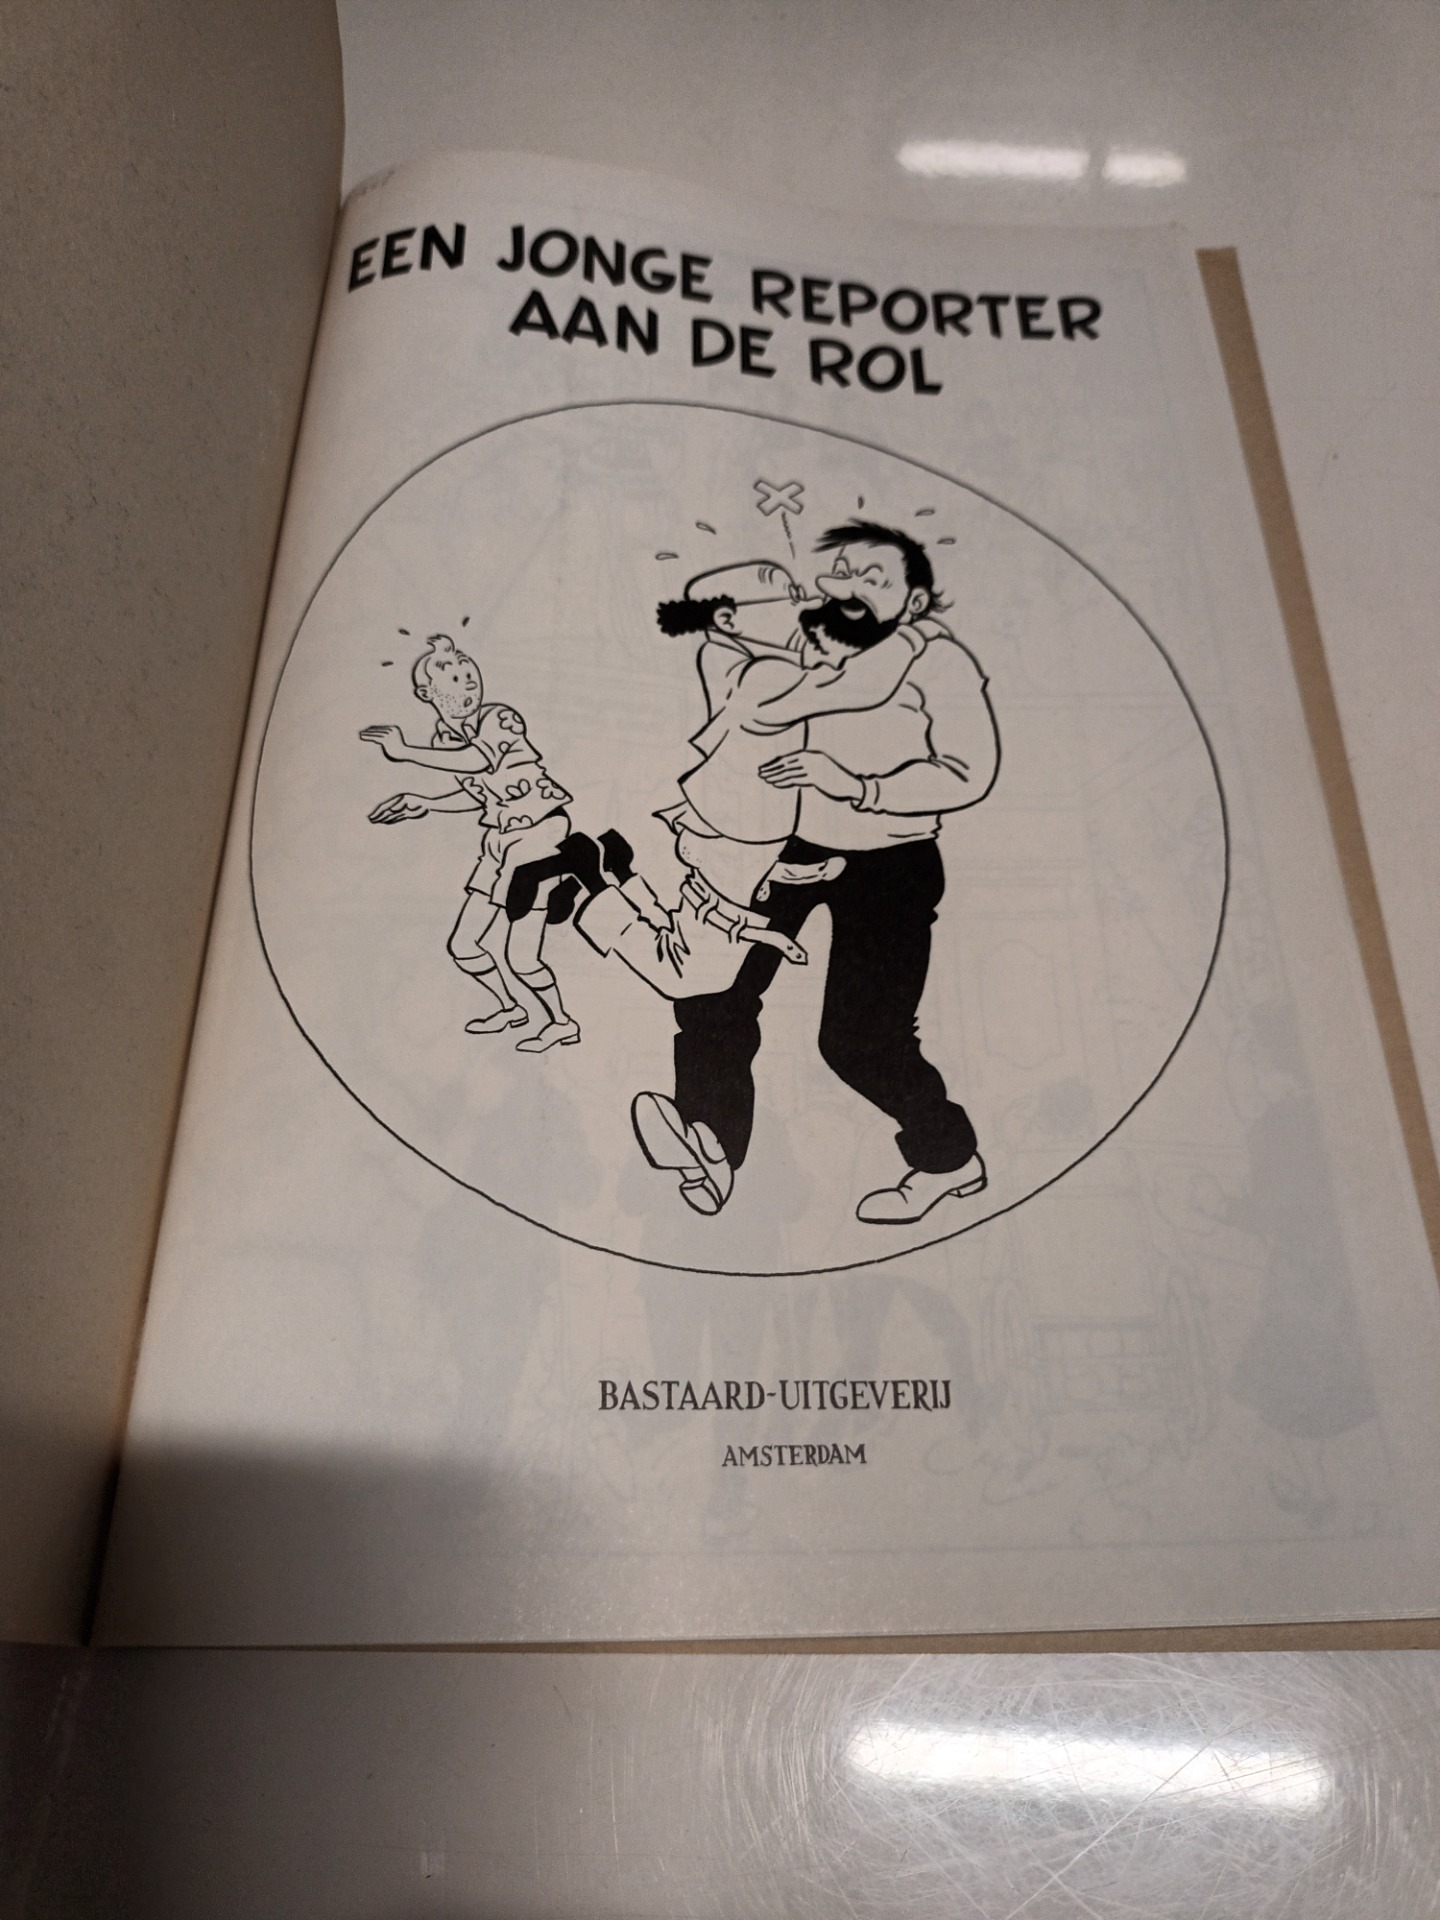 EEN JONGE REPORTER
AAN DE ROL
BASTAARD-UITGEVERIJ
AMSTERDAM